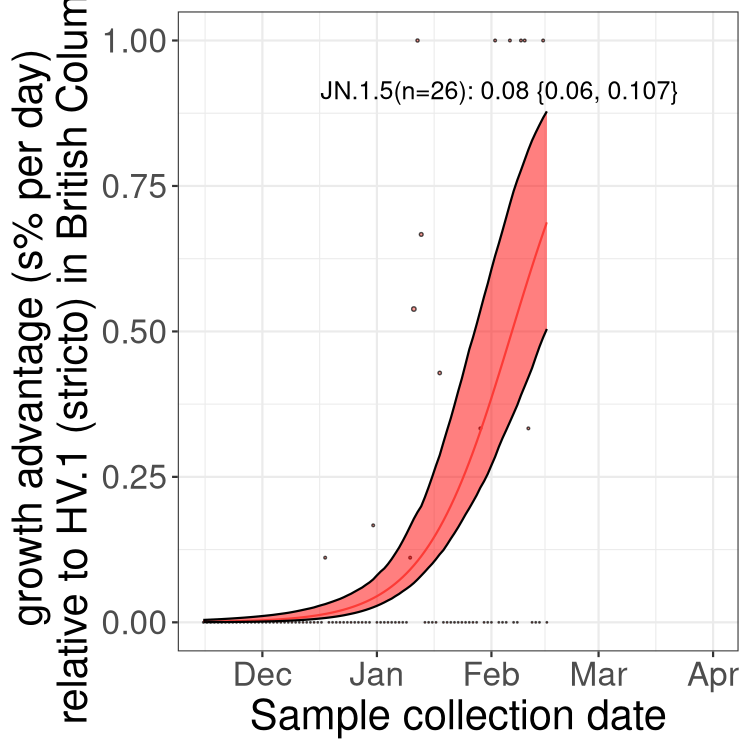 growth advantage (s% per day)
relative to HV.1 (stricto) in British Colum
1.00
0.75
0.50
0.25
0.00
JN.1.5(n=26): 0.08 {0.06, 0.107}
Dec Jan Feb Mar Apr
Sample collection date